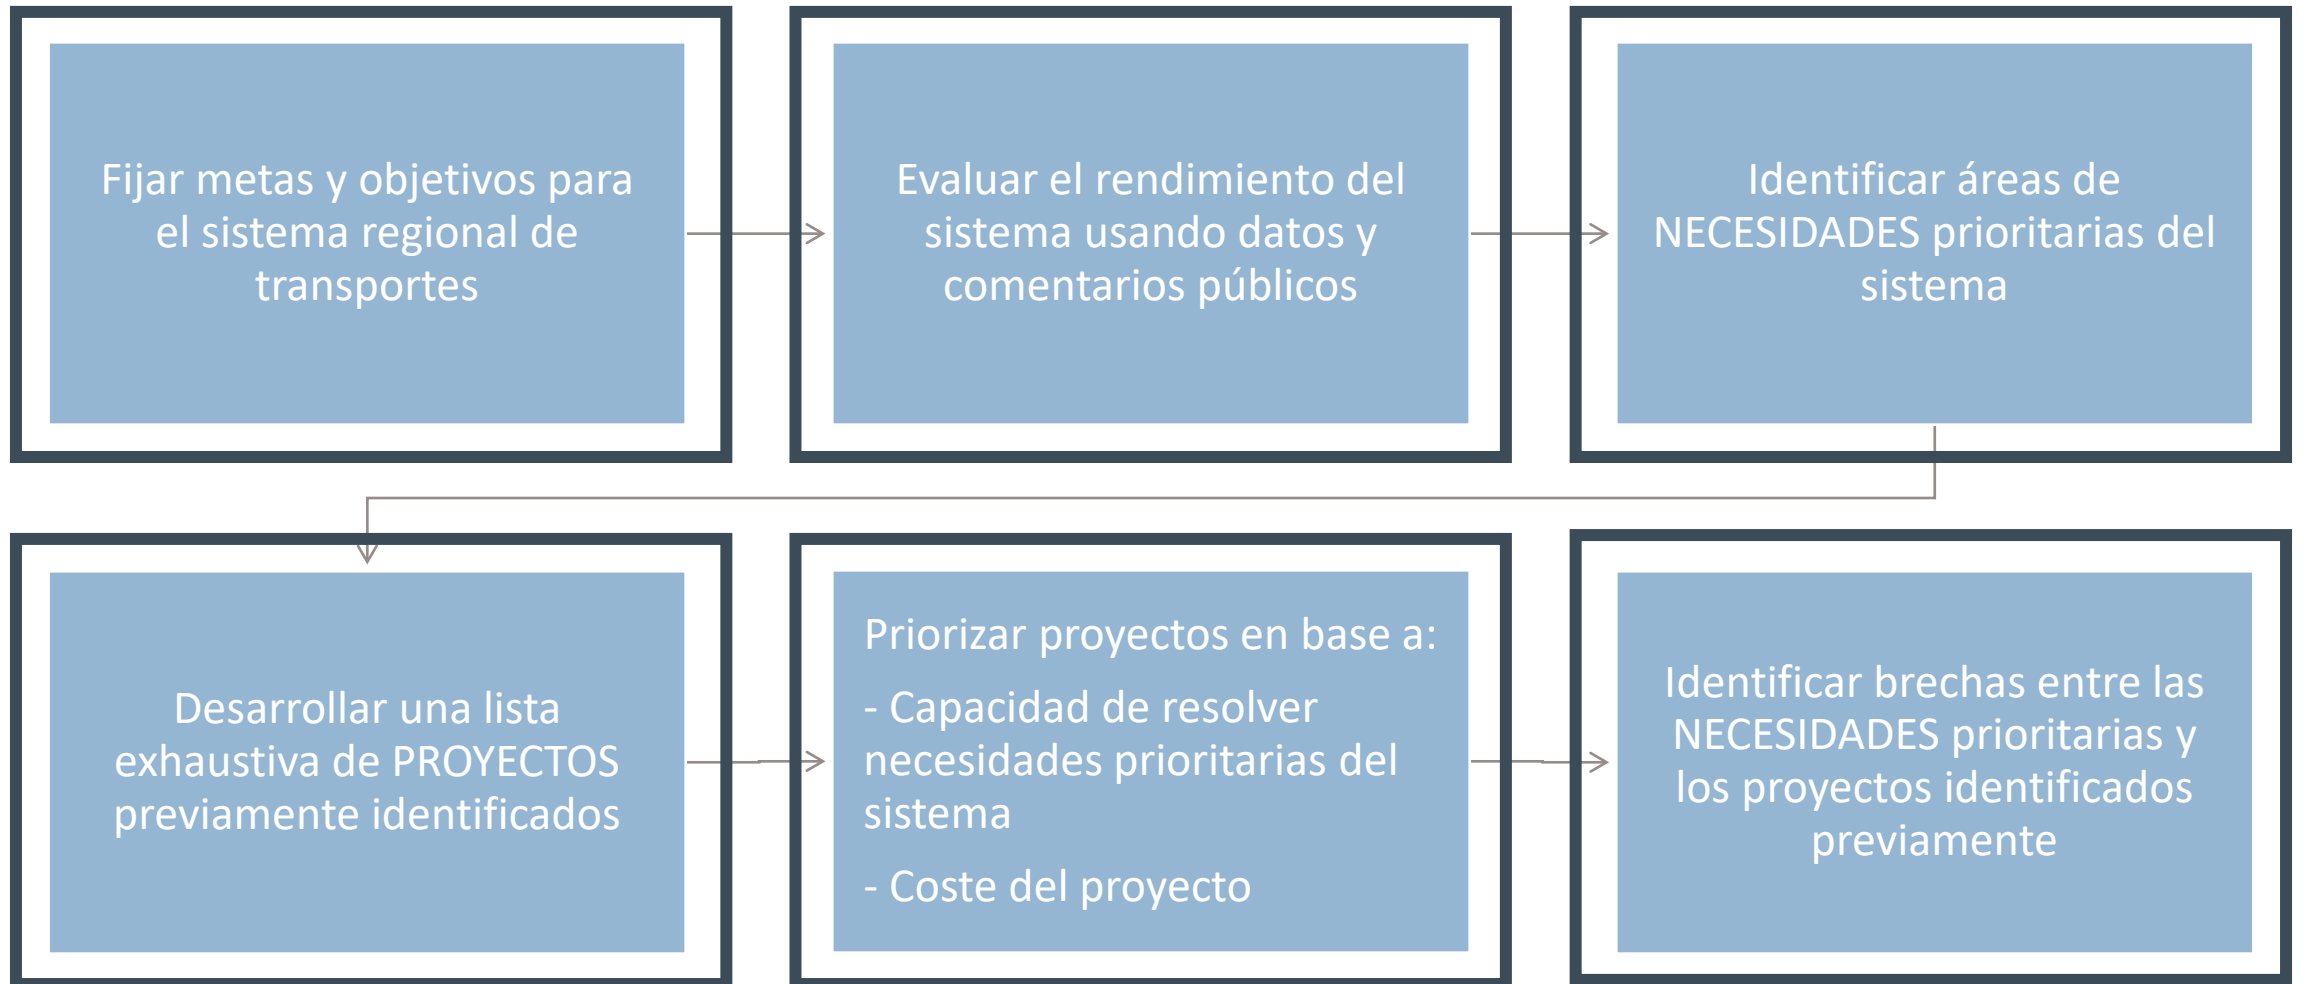 Fijar metas y objetivos para
el sistema regional de
transportes
Evaluar el rendimiento del
sistema usando datos y
comentarios públicos
Identificar áreas de
NECESIDADES prioritarias del
sistema
Desarrollar una lista
exhaustiva de PROYECTOS
previamente identificados
Priorizar proyectos en base a:
- Capacidad de resolver
necesidades prioritarias del
sistema
- Coste del proyecto
Identificar brechas entre las
NECESIDADES prioritarias y
los proyectos identificados
previamente